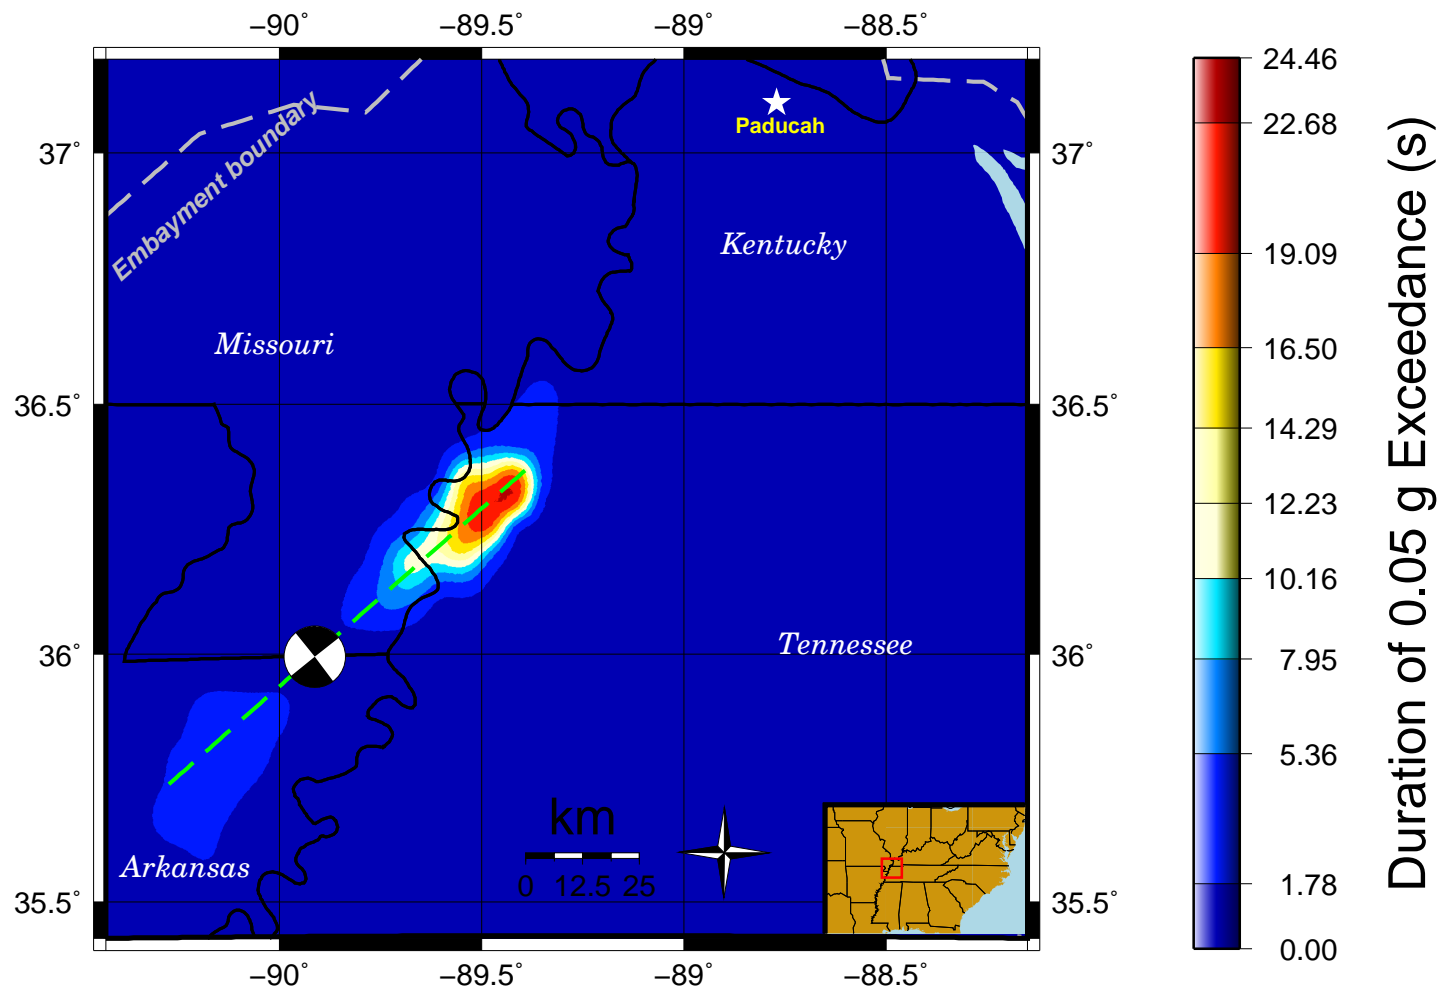 −90˚ −89.5˚ −89˚ −88.5˚
24.46
Paducah
22.68
37˚ 37˚
Embayment boundary
Kentucky
19.09
Missouri
16.50
36.5˚ 36.5˚
14.29
12.23
10.16
Duration of 0.05 g Exceedance (s)
Tennessee
36˚ 36˚
7.95
5.36
km
Arkansas
0 12.5 25
1.78
35.5˚ 35.5˚
0.00
−90˚ −89.5˚ −89˚ −88.5˚